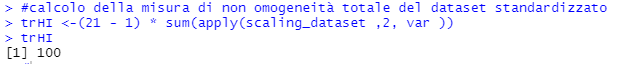 > #calcolo della misura di non omogeneità totale del dataset standardizzato
> trHI <-(21 - 1) * sum(apply(scaling_dataset ,2, var ))
> trHI
[1] 100